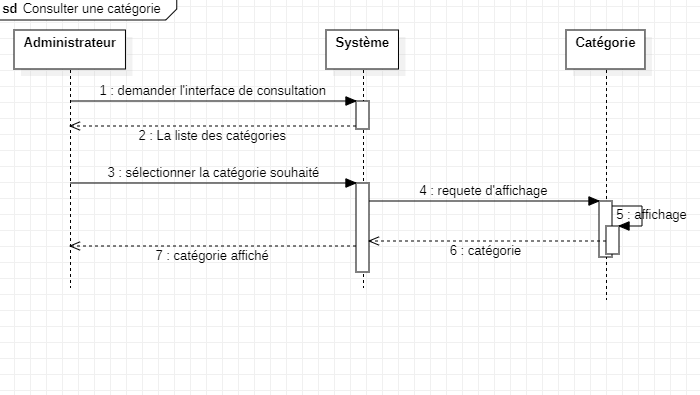 sd Consulter une catégorie
Administrateur
Système
Catégorie
1 : demander l'interface de consultation
2 : La liste des catégories
3 : sélectionner la catégorie souhaité
4 : requete d'affichage
5 : affichage
6 : catégorie
7 : catégorie affiché